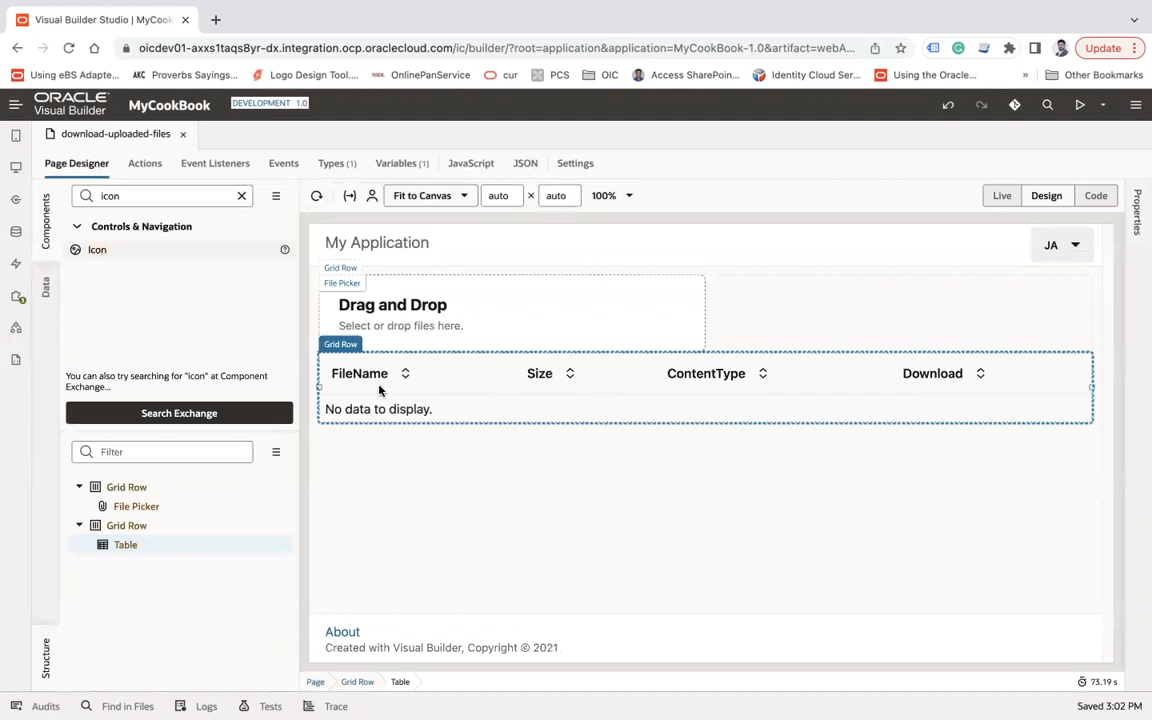 Visual Builder Studio | MyCook
oicdev01-axxs1taqs8yr-dx.integration.ocp.oraclecloud.com/ic/builder/?root=application&application=MyCookBook-1.0&artifact=webA...
Update
Using eBS Adapte...
AKC Proverbs Sayings...
Logo Design Tool....
OnlinePanService
cur
PCS
OIC
Access SharePoin...
Identity Cloud Ser...
Using the Oracle...
»
Other Bookmarks
ORACLE
Visual Builder
MyCookBook
DEVELOPMENT 1.0
download-uploaded-files
Page Designer
Actions
Event Listeners
Events
Types (1)
Variables (1)
JavaScript
JSON
Settings
Components
Data
Structure
icon
Fit to Canvas
auto × auto
100%
Live
Design
Code
Properties
Controls & Navigation
Icon
You can also try searching for "icon" at Component
Exchange...
Search Exchange
Filter
Grid Row
File Picker
Grid Row
Table
My Application
JA
Grid Row
File Picker
Drag and Drop
Select or drop files here.
Grid Row
FileName
Size
ContentType
Download
No data to display.
About
Created with Visual Builder, Copyright © 2021
Page
Grid Row
Table
73.19 s
Audits
Find in Files
Logs
Tests
Trace
Saved 3:02 PM